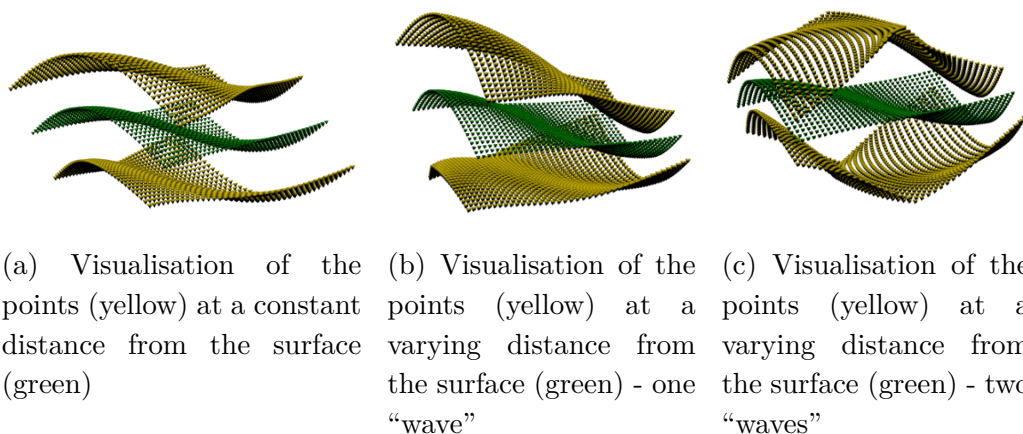 (a) Visualisation of the
points (yellow) at a constant
distance from the surface
(green)
(b) Visualisation of the
points (yellow) at a
varying distance from
the surface (green) - one
“wave”
(c) Visualisation of the
points (yellow) at a
varying distance from
the surface (green) - two
“waves”